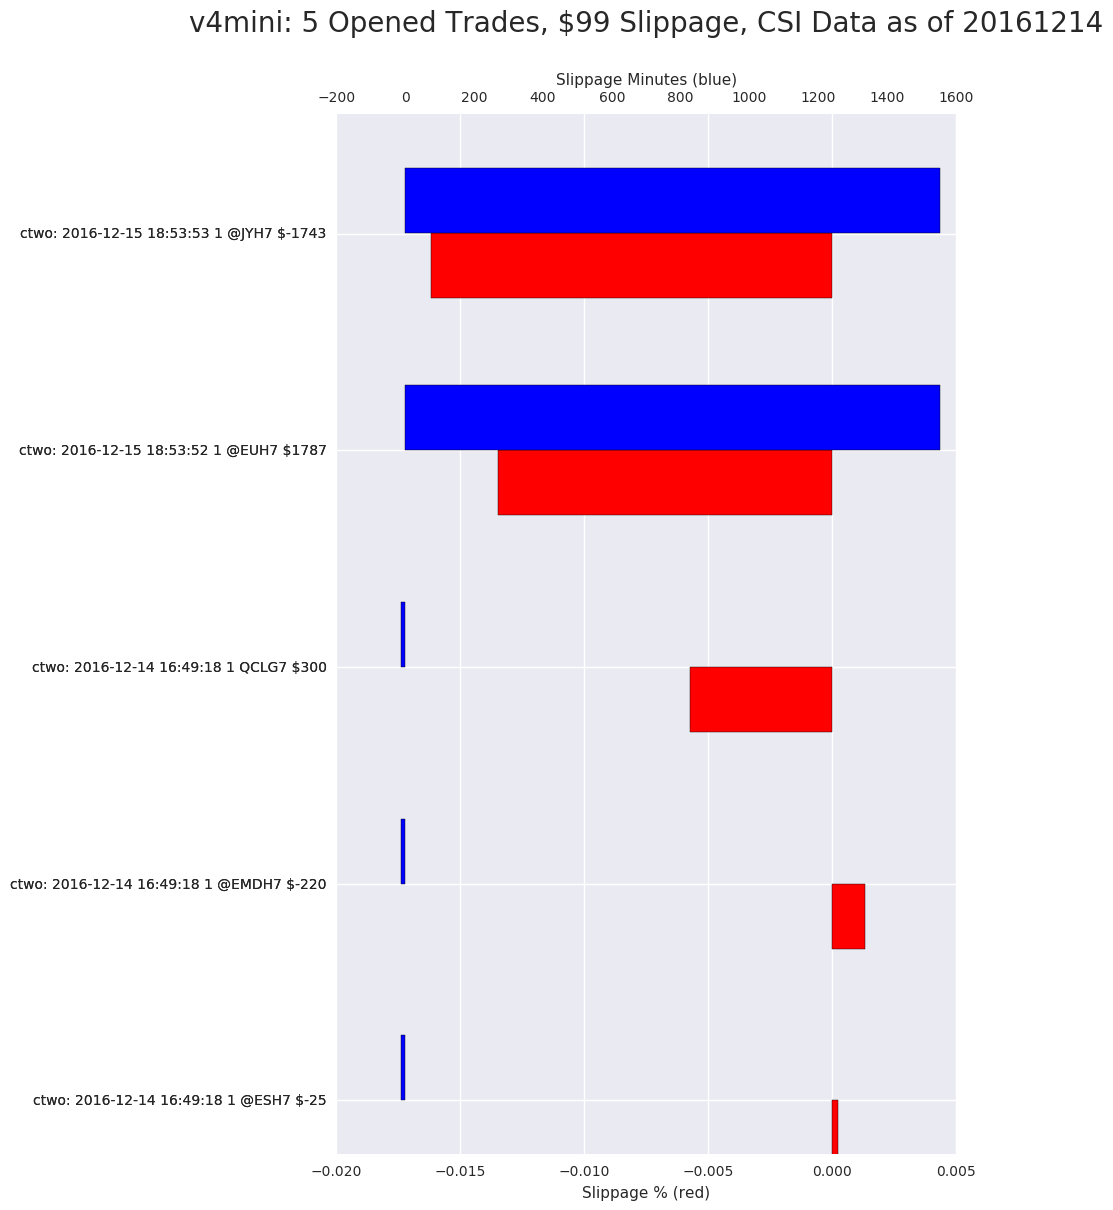 v4mini: 5 Opened Trades, $99 Slippage, CSI Data as of 20161214
Slippage Minutes (blue)
−200 0 200 400 600 800 1000 1200 1400 1600
ctwo: 2016-12-15 18:53:53 1 @JYH7 $-1743
ctwo: 2016-12-15 18:53:52 1 @EUH7 $1787
ctwo: 2016-12-14 16:49:18 1 QCLG7 $300
ctwo: 2016-12-14 16:49:18 1 @EMDH7 $-220
ctwo: 2016-12-14 16:49:18 1 @ESH7 $-25
−0.020 −0.015 −0.010 −0.005 0.000 0.005
Slippage % (red)